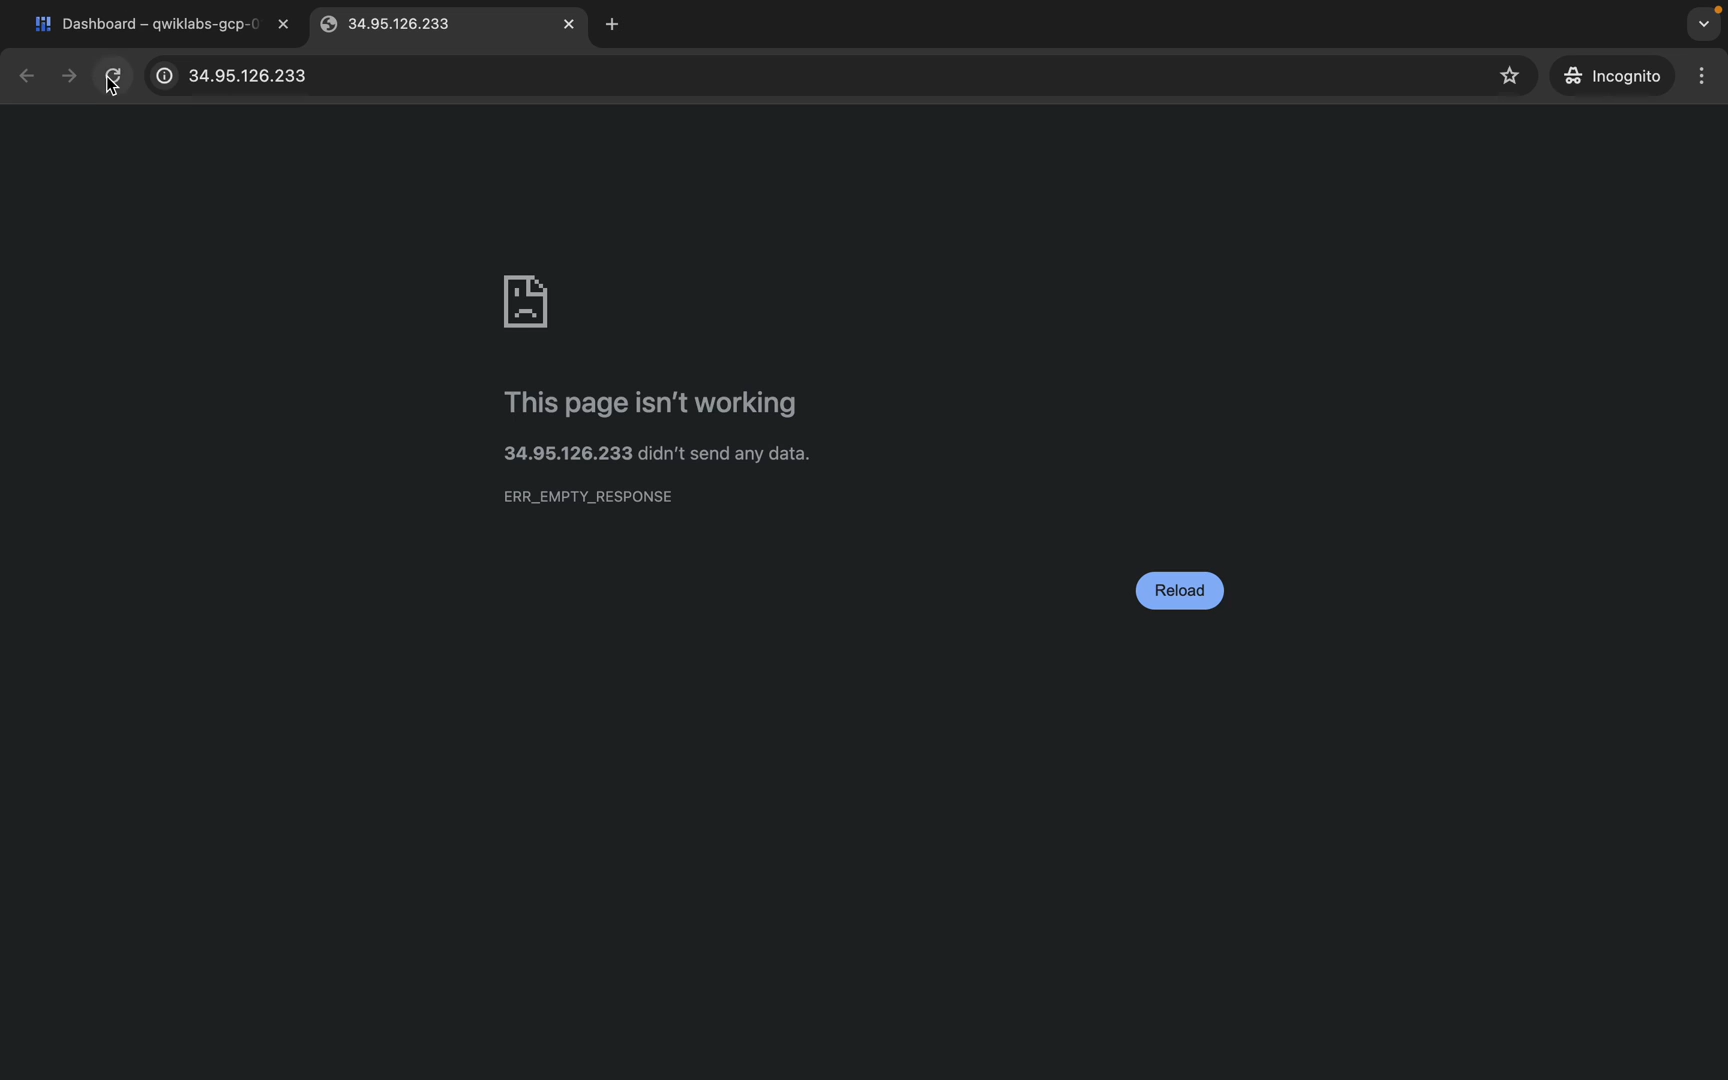 Dashboard – qwiklabs-gcp-0
34.95.126.233
34.95.126.233
Incognito
This page isn't working
34.95.126.233 didn't send any data.
ERR_EMPTY_RESPONSE
Reload